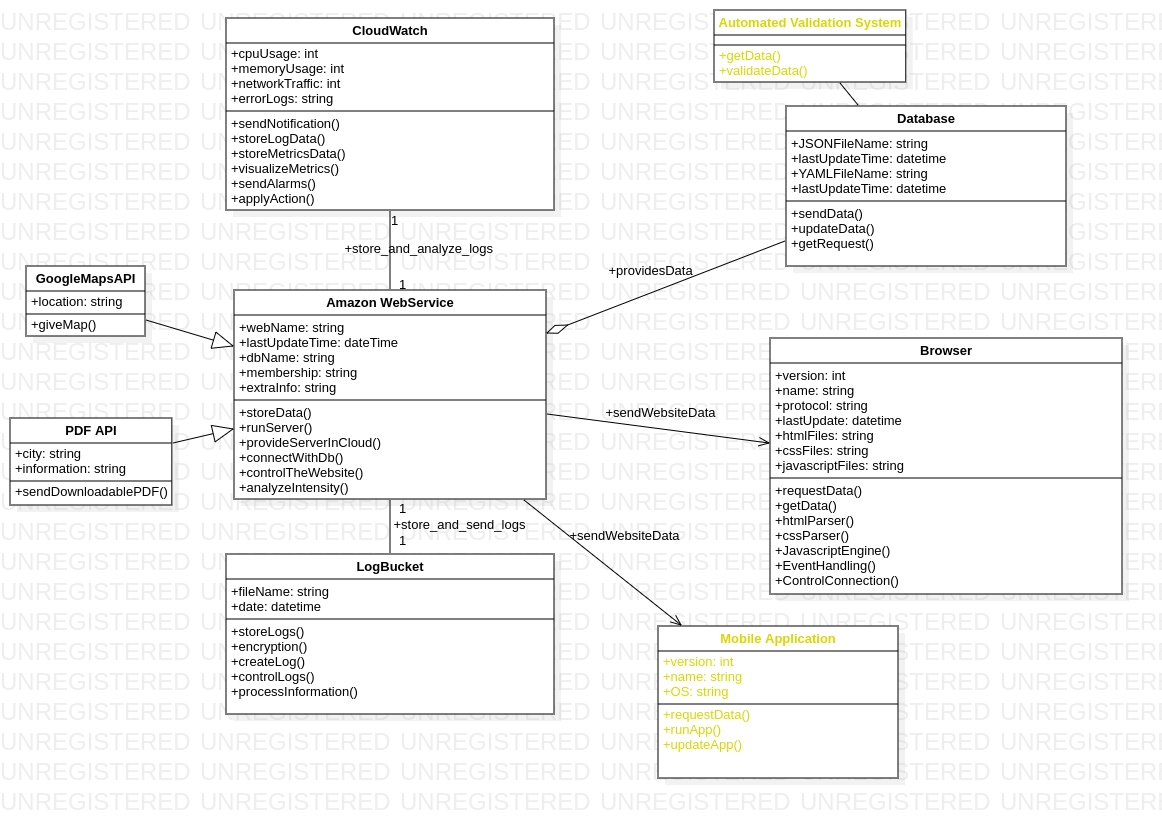 CloudWatch
+cpuUsage: int
+memoryUsage: int
+networkTraffic: int
+errorLogs: string
+sendNotification()
+storeLogData()
+storeMetricsData()
+visualizeMetrics()
+sendAlarms()
+applyAction()
Automated Validation System
+getData()
+validateData()
Database
+JSONFileName: string
+lastUpdateTime: datetime
+YAMLFileName: string
+lastUpdateTime: datetime
+sendData()
+updateData()
+getRequest()
1
+store_and_analyze_logs
1
+providesData
GoogleMapsAPI
+location: string
+giveMap()
Amazon WebService
+webName: string
+lastUpdateTime: dateTime
+dbName: string
+membership: string
+extraInfo: string
+storeData()
+runServer()
+provideServerInCloud()
+connectWithDb()
+controlTheWebsite()
+analyzeIntensity()
PDF API
+city: string
+information: string
+sendDownloadablePDF()
+sendWebsiteData
Browser
+version: int
+name: string
+protocol: string
+lastUpdate: datetime
+htmlFiles: string
+cssFiles: string
+javascriptFiles: string
+requestData()
+getData()
+htmlParser()
+cssParser()
+JavascriptEngine()
+EventHandling()
+ControlConnection()
1
+store_and_send_logs
1
+sendWebsiteData
LogBucket
+fileName: string
+date: datetime
+storeLogs()
+encryption()
+createLog()
+controlLogs()
+processInformation()
Mobile Application
+version: int
+name: string
+OS: string
+requestData()
+runApp()
+updateApp()
UNREGISTERED UNREGISTERED UNREGISTERED UNREGISTERED UNREGISTERED UNREGISTERED